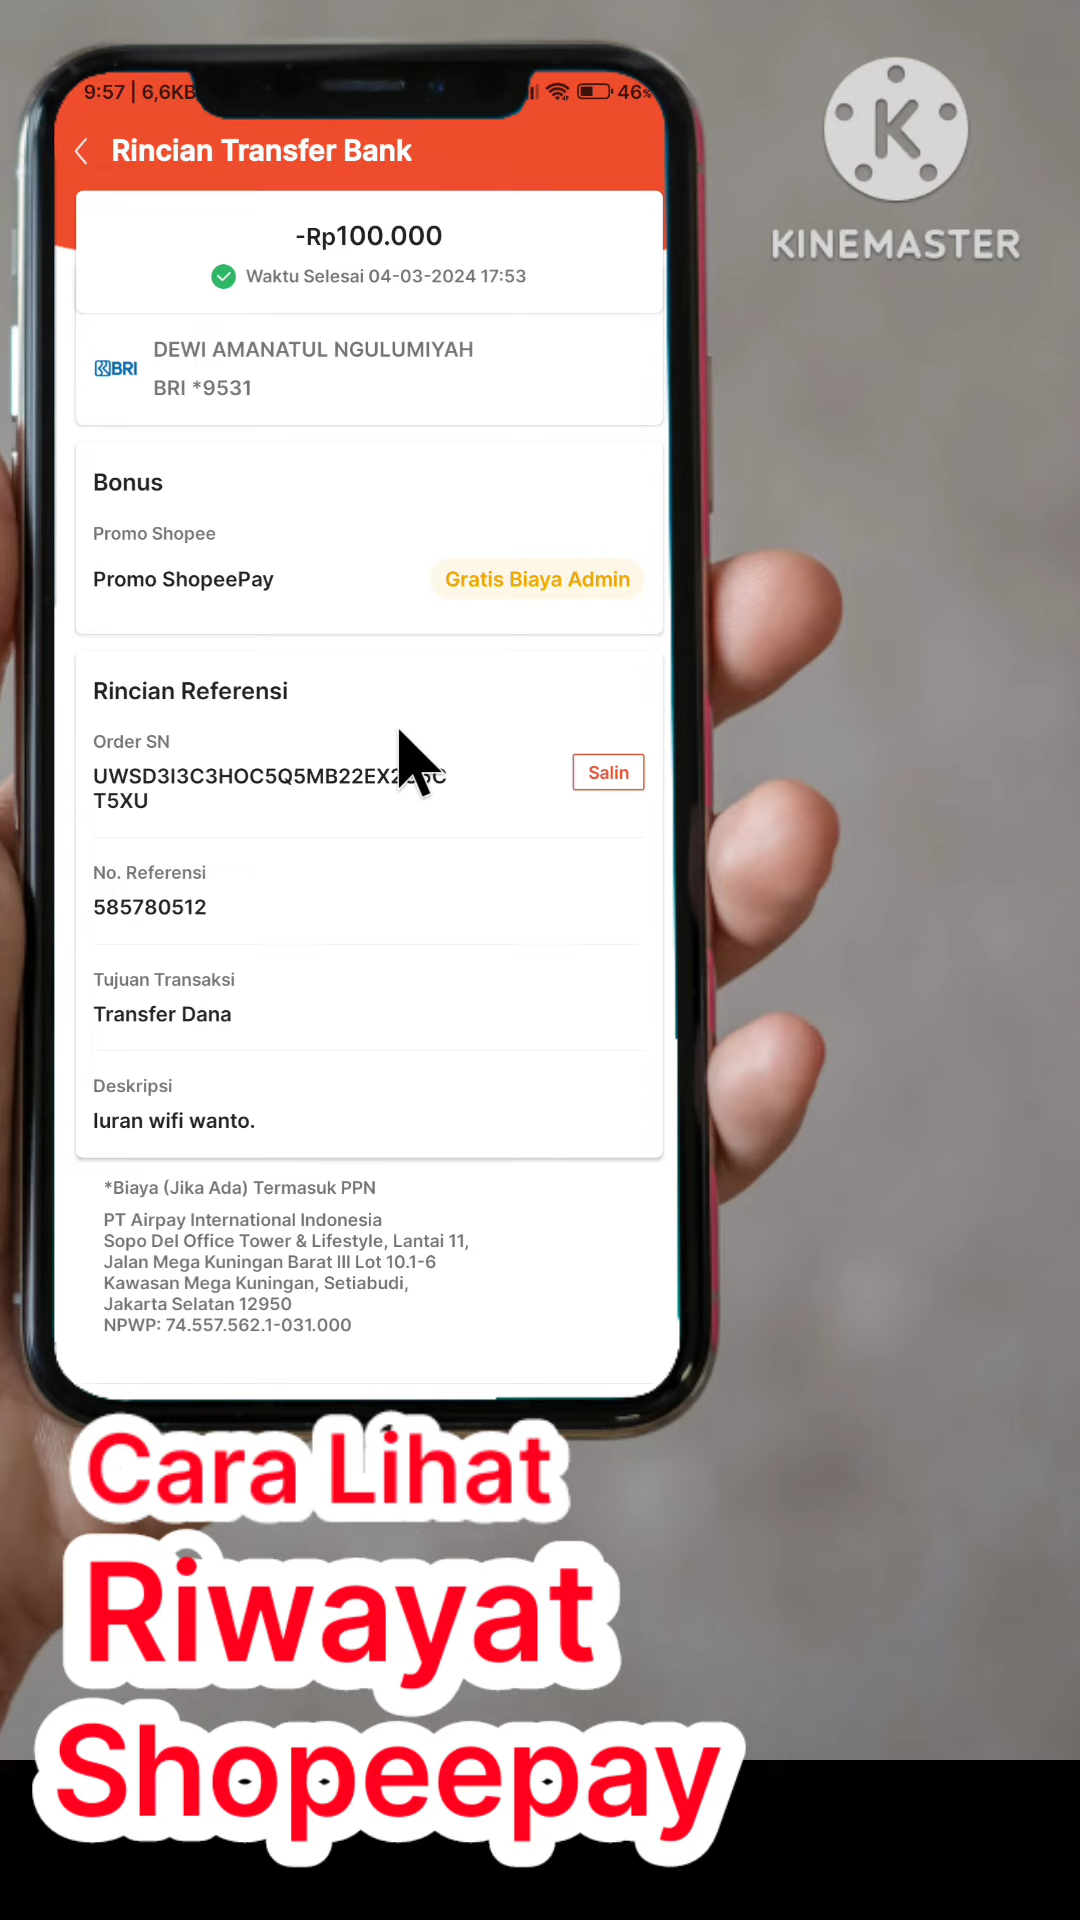 9:57 | 6,6KB
46%
Rincian Transfer Bank
-Rp100.000
Waktu Selesai 04-03-2024 17:53
DEWI AMANATUL NGULUMIYAH
BRI
BRI *9531
Bonus
Promo Shopee
Promo ShopeePay
Gratis Biaya Admin
Rincian Referensi
Order SN
Salin
T5XU
No. Referensi
585780512
Tujuan Transaksi
Transfer Dana
Deskripsi
Iuran wifi wanto.
*Biaya (Jika Ada) Termasuk PPN
PT Airpay International Indonesia
Sopo Del Office Tower & Lifestyle, Lantai 11,
Jalan Mega Kuningan Barat III Lot 10.1-6
Kawasan Mega Kuningan, Setiabudi,
Jakarta Selatan 12950
NPWP: 74.557.562.1-031.000
K
KINEMASTER
Cara Lihat
Riwayat
Shopeepay